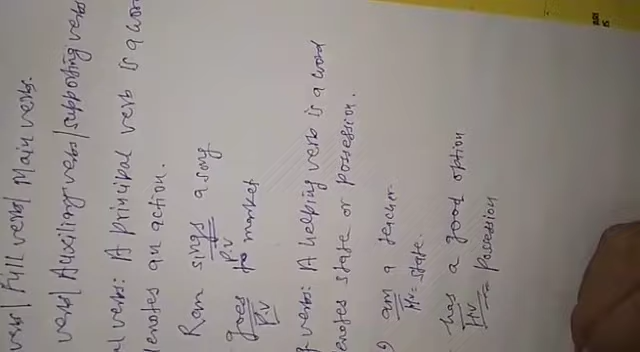 verb/ Full verb/ Main verb.
verb/ Auxiliary verb/ supporting verb
verb: A principal verb is a word
denotes an action.
Ram sings a song
PV
goes to market
PV
verb: A helping verb is a word
denotes state or possession.
am a teacher
HV = state.
has a good option
HV = Possession